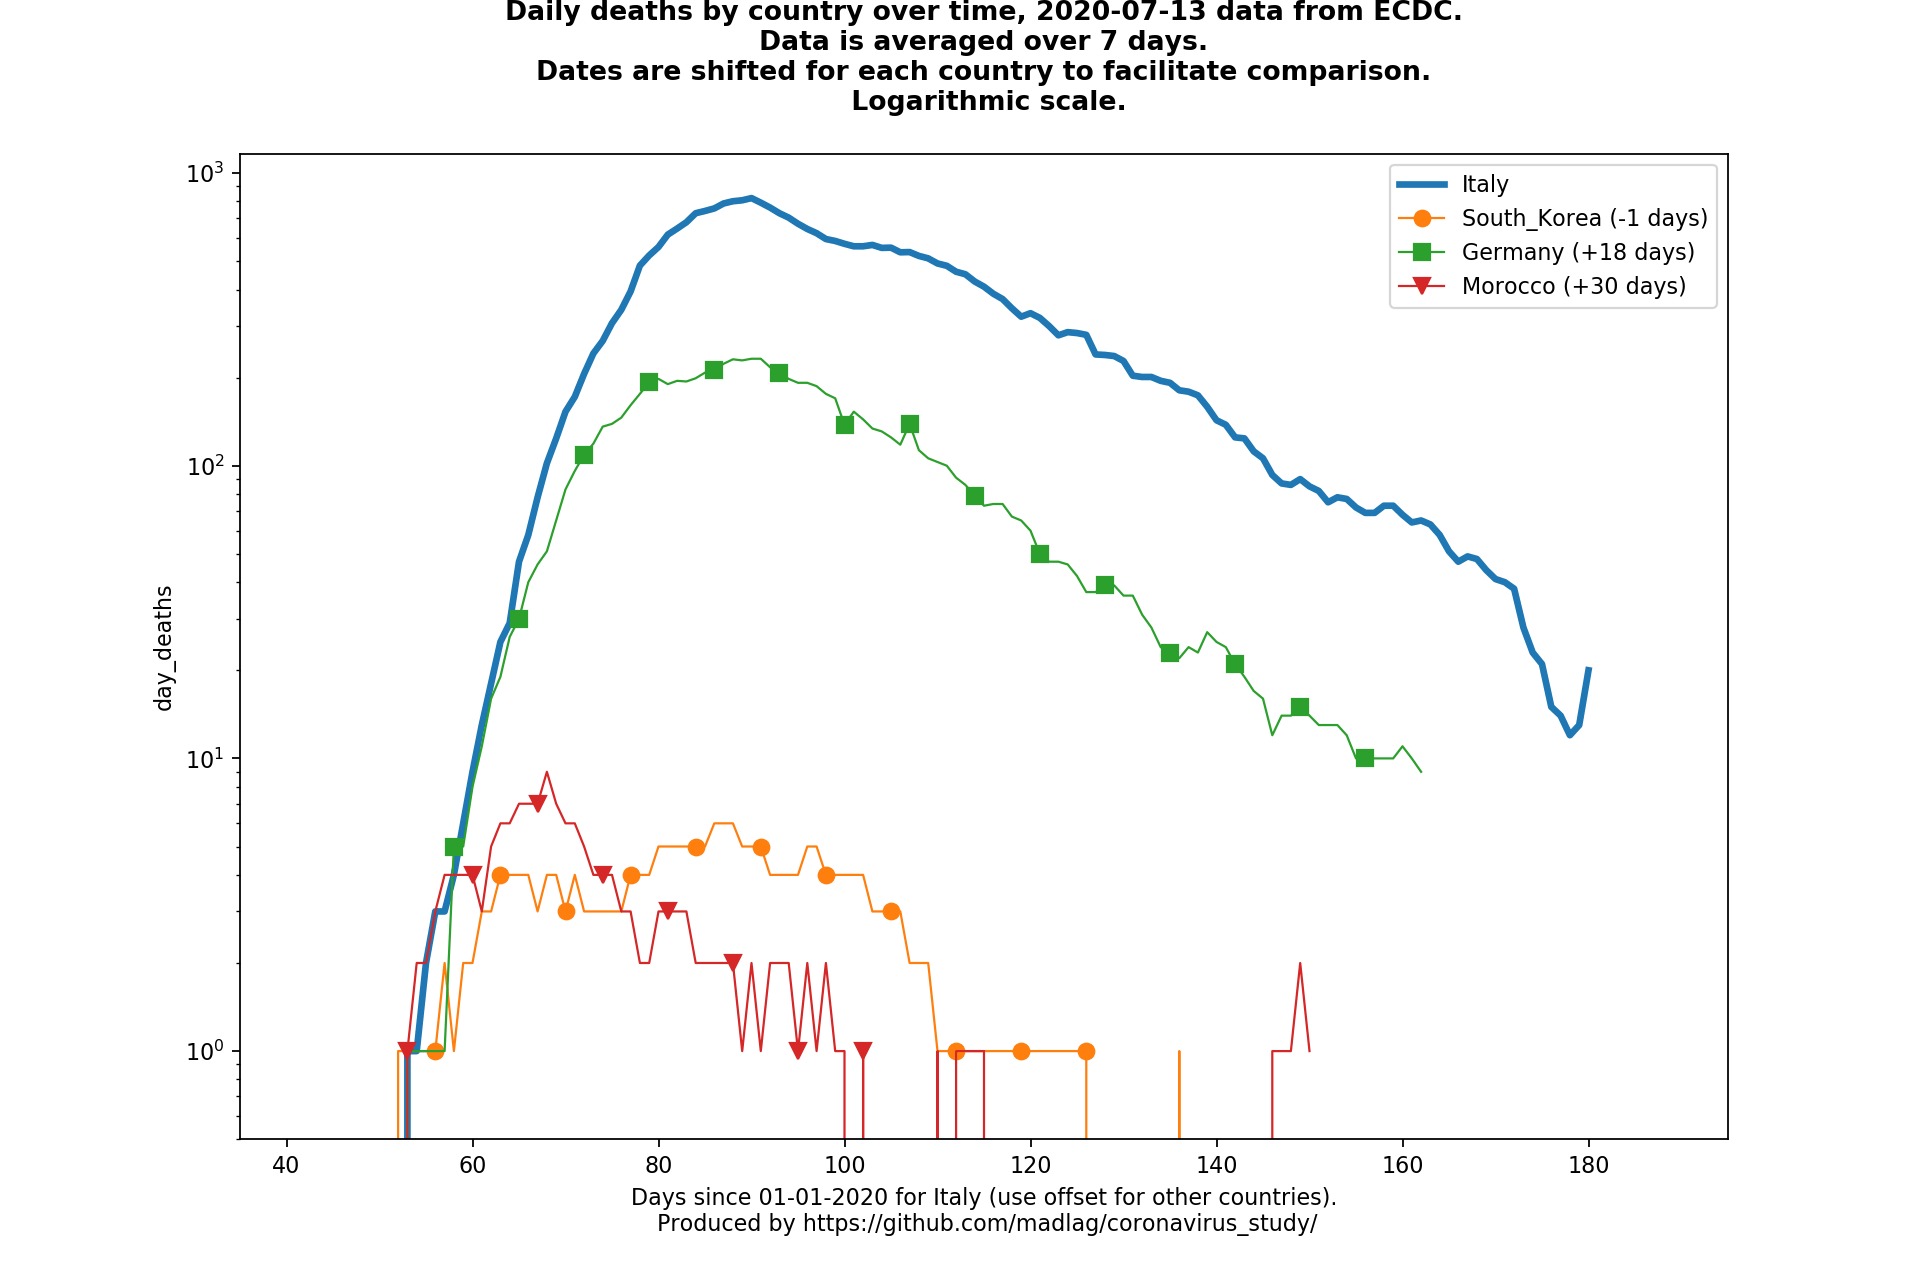 Daily deaths by country over time, 2020-07-13 data from ECDC.
Data is averaged over 7 days.
Dates are shifted for each country to facilitate comparison.
Logarithmic scale.
10³
10²
10¹
10⁰
day_deaths
Italy
South_Korea (-1 days)
Germany (+18 days)
Morocco (+30 days)
40 60 80 100 120 140 160 180
Days since 01-01-2020 for Italy (use offset for other countries).
Produced by https://github.com/madlag/coronavirus_study/